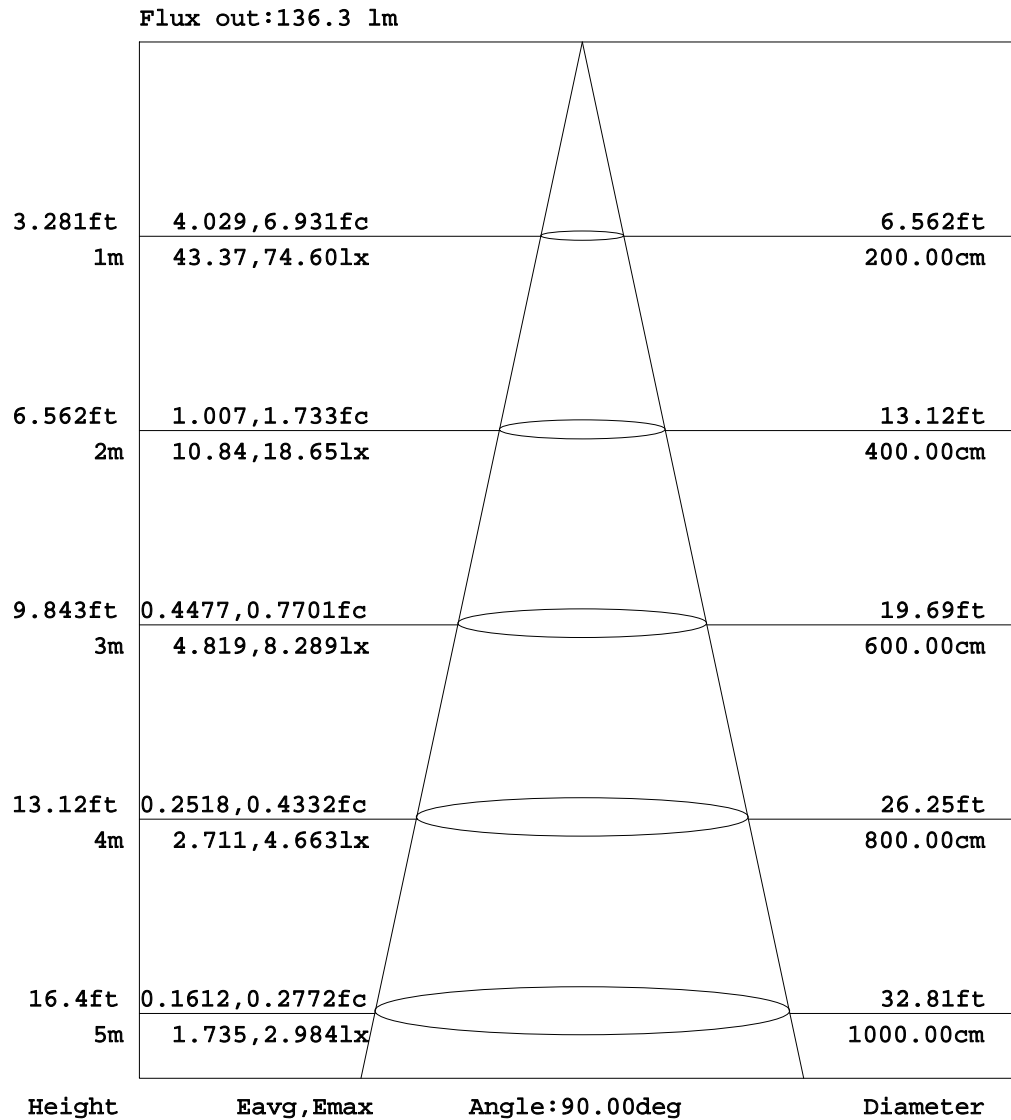 Flux out:136.3 lm
3.281ft 4.029,6.931fc 6.562ft
1m 43.37,74.60lx 200.00cm
6.562ft 1.007,1.733fc 13.12ft
2m 10.84,18.65lx 400.00cm
9.843ft 0.4477,0.7701fc 19.69ft
3m 4.819,8.289lx 600.00cm
13.12ft 0.2518,0.4332fc 26.25ft
4m 2.711,4.663lx 800.00cm
16.4ft 0.1612,0.2772fc 32.81ft
5m 1.735,2.984lx 1000.00cm
Height Eavg,Emax Angle:90.00deg Diameter